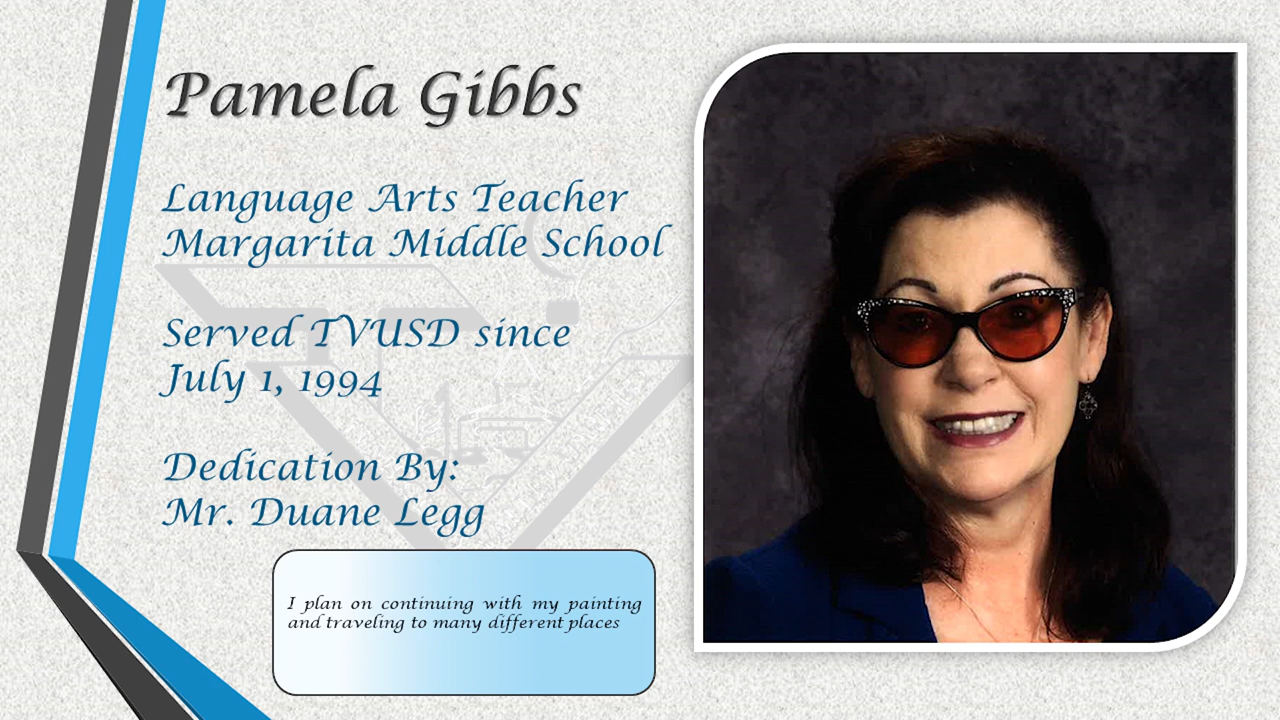 Pamela Gibbs
Language Arts Teacher
Margarita Middle School
Served TVUSD since
July 1, 1994
Dedication By:
Mr. Duane Legg
I plan on continuing with my painting
and traveling to many different places